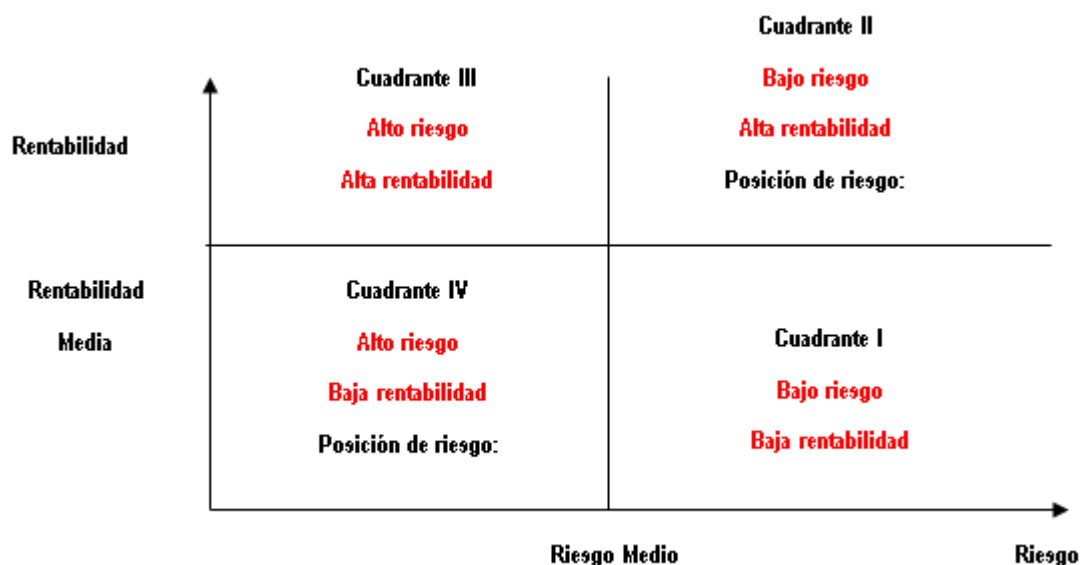 Cuadrante II
Cuadrante III
Bajo riesgo
Alto riesgo
Alta rentabilidad
Rentabilidad
Alta rentabilidad
Posición de riesgo:
Rentabilidad
Media
Cuadrante IV
Alto riesgo
Baja rentabilidad
Posición de riesgo:
Cuadrante I
Bajo riesgo
Baja rentabilidad
Riesgo Medio
Riesgo